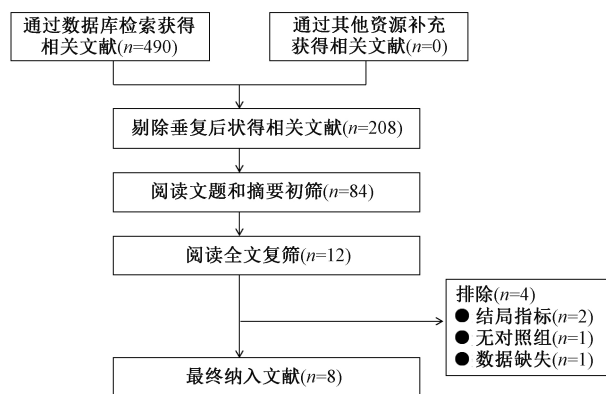 通过数据库检索获得
相关文献(n=490)
通过其他资源补充
获得相关文献(n=0)
剔除垂复后状得相关文献(n=208)
阅读文题和摘要初筛(n=84)
阅读全文复筛(n=12)
排除(n=4)
● 结局指标(n=2)
● 无对照组(n=1)
● 数据缺失(n=1)
最终纳入文献(n=8)